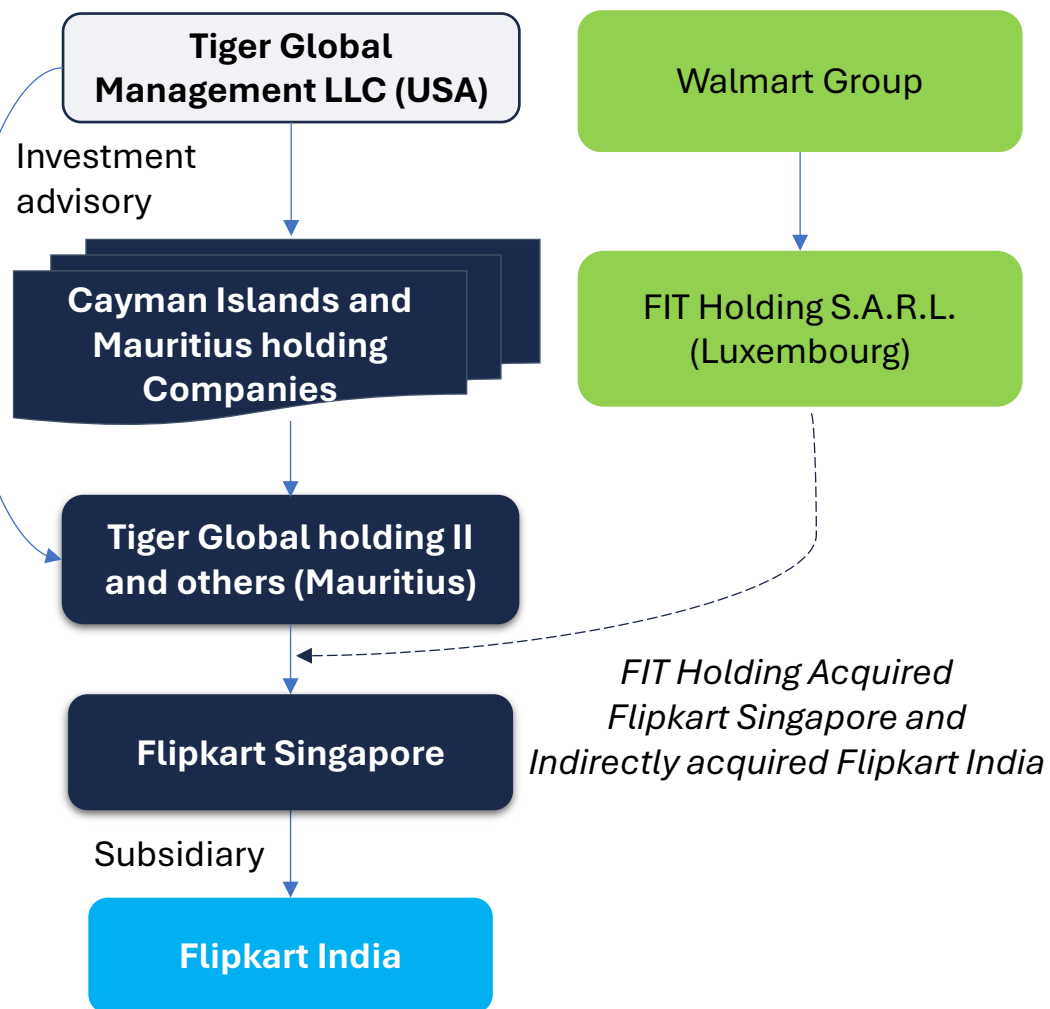 Tiger Global
Management LLC (USA)
Walmart Group
Investment
advisory
Cayman Islands and
Mauritius holding
Companies
FIT Holding S.A.R.L.
(Luxembourg)
Tiger Global holding II
and others (Mauritius)
FIT Holding Acquired
Flipkart Singapore and
Indirectly acquired Flipkart India
Flipkart Singapore
Subsidiary
Flipkart India